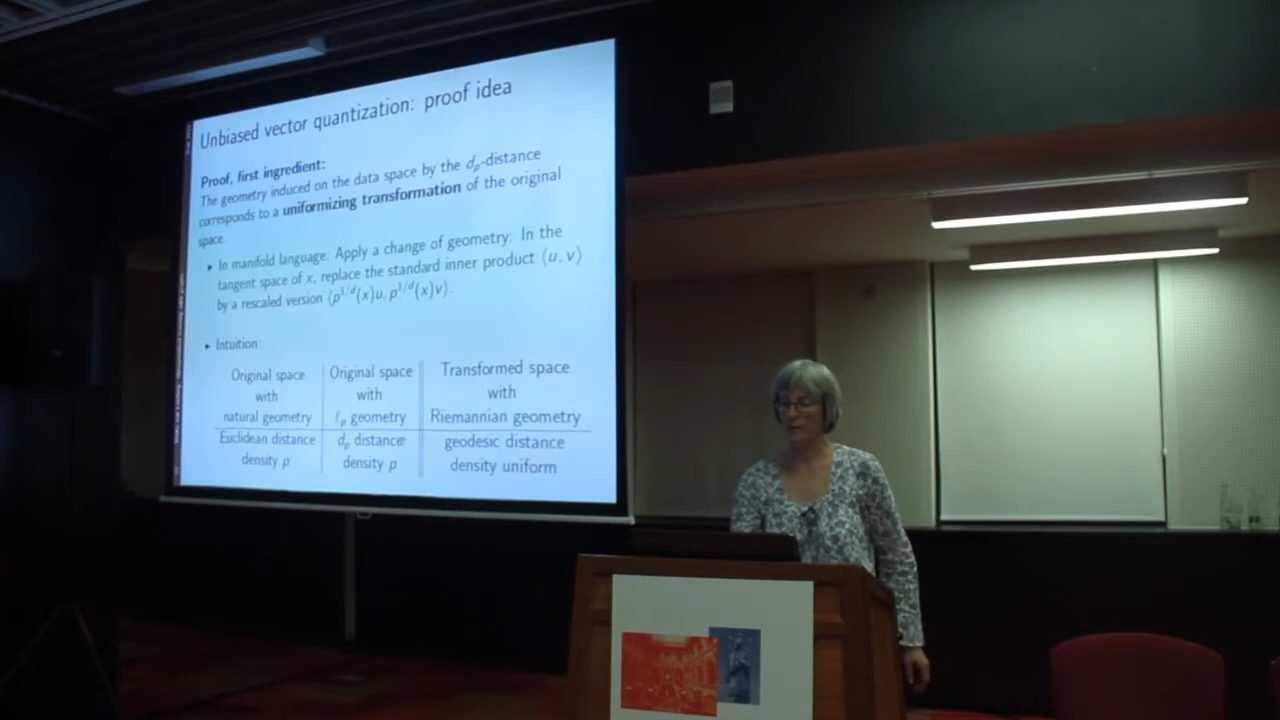 Unbiased vector quantization: proof idea
Proof, first ingredient:
The geometry induced on the data space by the dₚ-distance
corresponds to a uniformizing transformation of the original
space
▸ In manifold language: Apply a change of geometry: In the
tangent space of x, replace the standard inner product ⟨u, v⟩
by a rescaled version ⟨p^{1/d}(x)u, p^{1/d}(x)v⟩.
▸ Intuition:
Original space with natural geometry | Original space with ℓₚ geometry | Transformed space with Riemannian geometry
Euclidean distance | dₚ distance | geodesic distance
density p | density p | density uniform